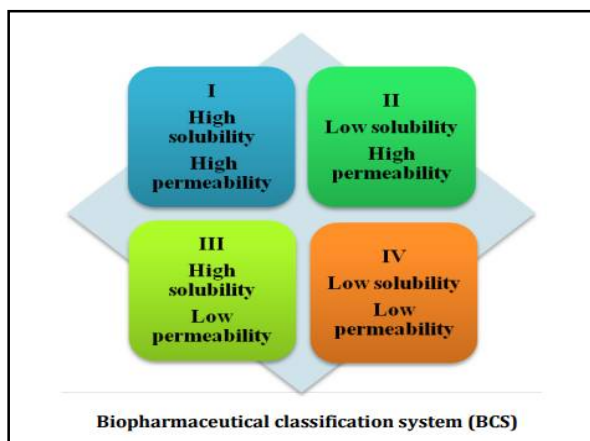 I
High
solubility
High
permeability
II
Low solubility
High
permeability
III
High
solubility
Low
permeability
IV
Low solubility
Low
permeability
Biopharmaceutical classification system (BCS)